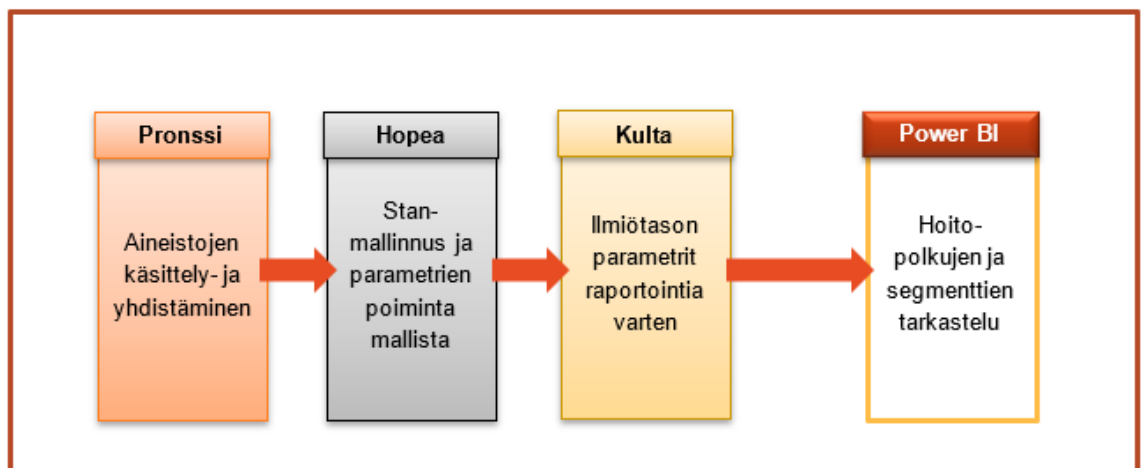 Pronssi
Aineistojen
käsittely- ja
yhdistäminen
Hopea
Stan-
mallinnus ja
parametrien
poiminta
mallista
Kulta
Ilmiötason
parametrit
raportointia
varten
Power BI
Hoito-
polkujen ja
segmenttien
tarkastelu